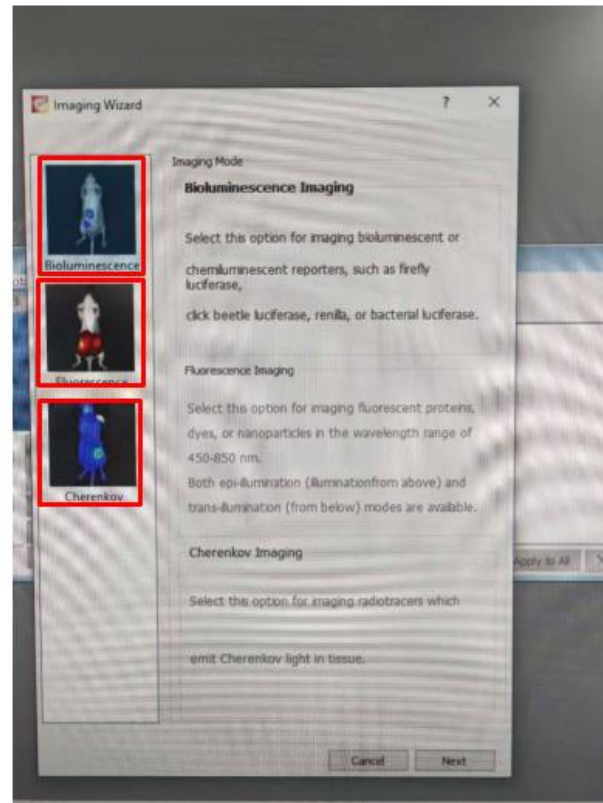 Imaging Wizard
? ×
Bioluminescence
Fluorescence
Cherenkov
Imaging Mode
Bioluminescence Imaging
Select this option for imaging bioluminescent or
chemiluminescent reporters, such as firefly
luciferase,
click beetle luciferase, renilla, or bacterial luciferase.
Fluorescence Imaging
Select this option for imaging fluorescent proteins,
dyes, or nanoparticles in the wavelength range of
450-850 nm.
Both epi-illumination (illuminationfrom above) and
trans-illumination (from below) modes are available.
Cherenkov Imaging
Select this option for imaging radiotracers which
emit Cherenkov light in tissue.
Apply to All
Cancel
Next